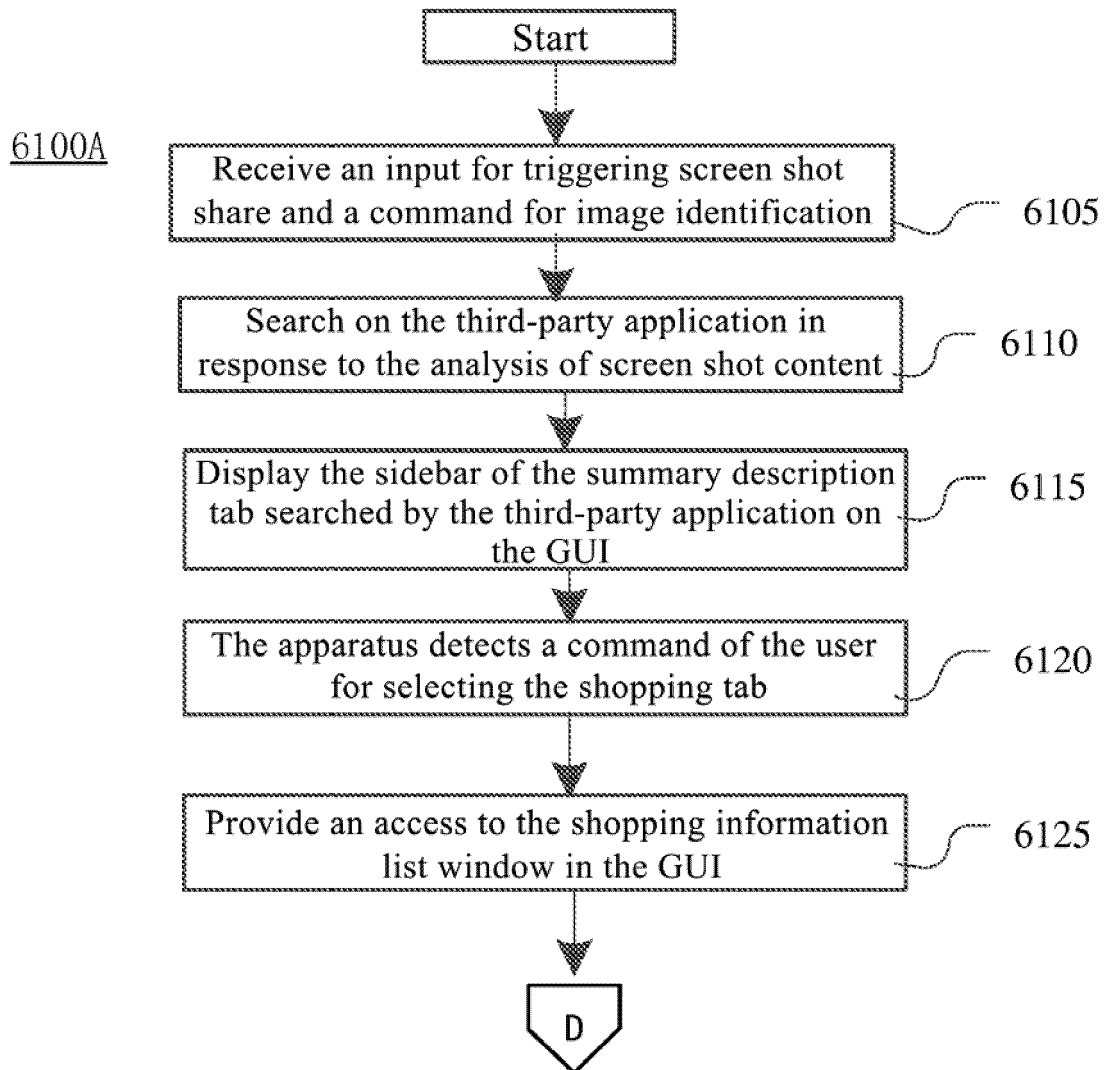 Start
6100A
Receive an input for triggering screen shot
share and a command for image identification
6105
Search on the third-party application in
response to the analysis of screen shot content
6110
Display the sidebar of the summary description
tab searched by the third-party application on
the GUI
6115
The apparatus detects a command of the user
for selecting the shopping tab
6120
Provide an access to the shopping information
list window in the GUI
6125
D